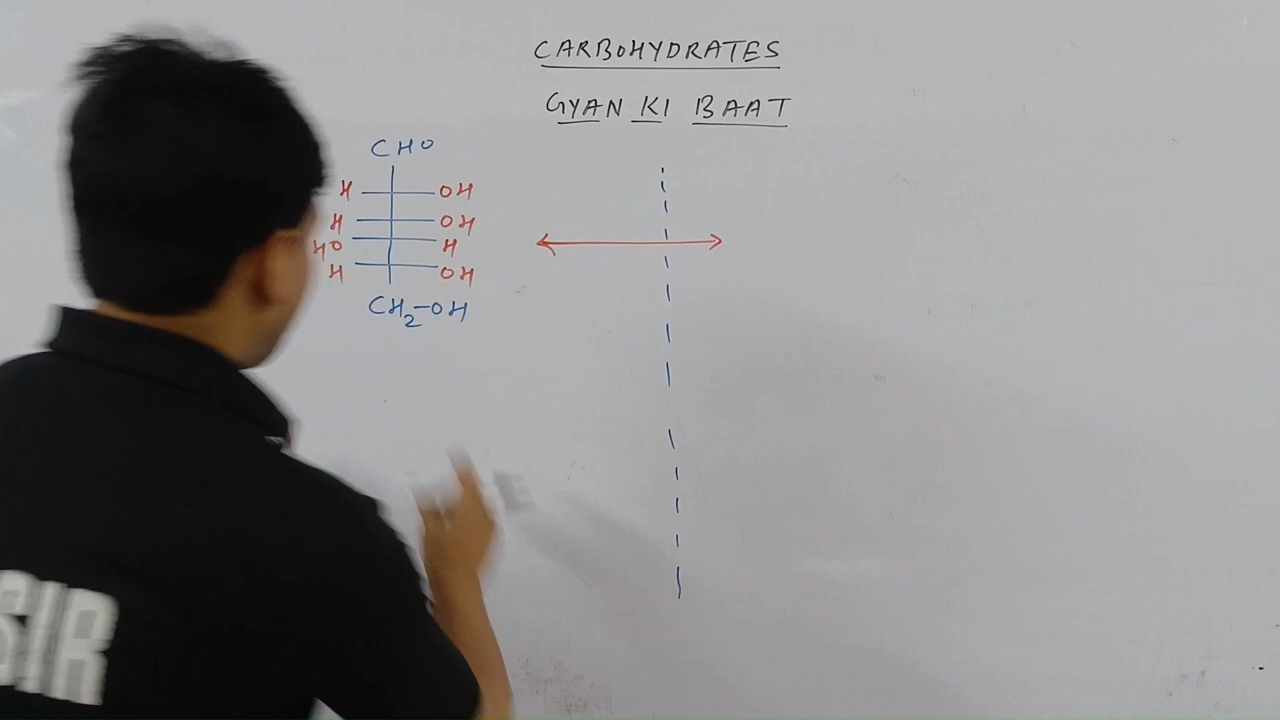 CARBOHYDRATES
GYAN KI BAAT
CHO
H OH
H OH
HO H
H OH
CH2-OH
SIR